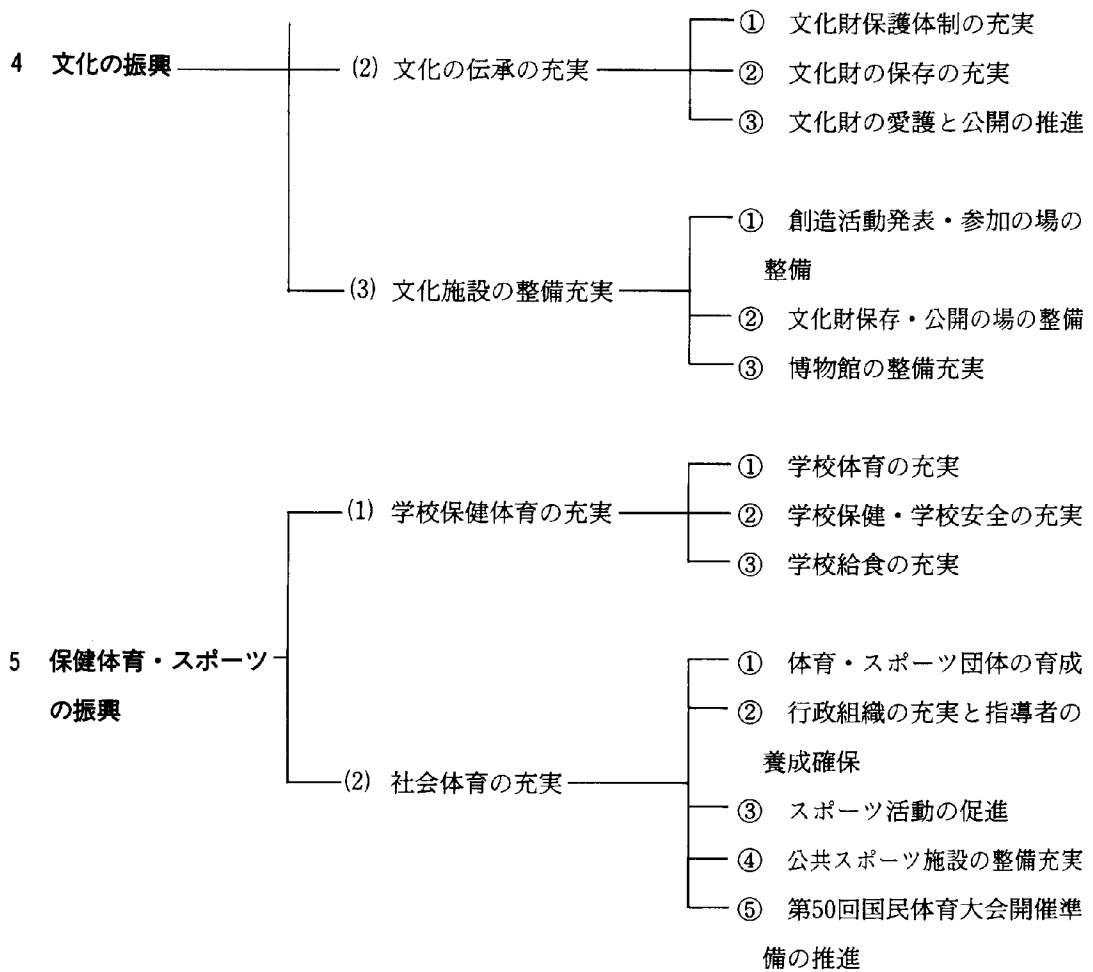 ① 文化財保護体制の充実
4 文化の振興 (2) 文化の伝承の充実 ② 文化財の保存の充実
③ 文化財の愛護と公開の推進
① 創造活動発表・参加の場の
整備
(3) 文化施設の整備充実
② 文化財保存・公開の場の整備
③ 博物館の整備充実
① 学校体育の充実
(1) 学校保健体育の充実 ② 学校保健・学校安全の充実
③ 学校給食の充実
5 保健体育・スポーツ
の振興
① 体育・スポーツ団体の育成
② 行政組織の充実と指導者の
養成確保
(2) 社会体育の充実
③ スポーツ活動の促進
④ 公共スポーツ施設の整備充実
⑤ 第50回国民体育大会開催準
備の推進